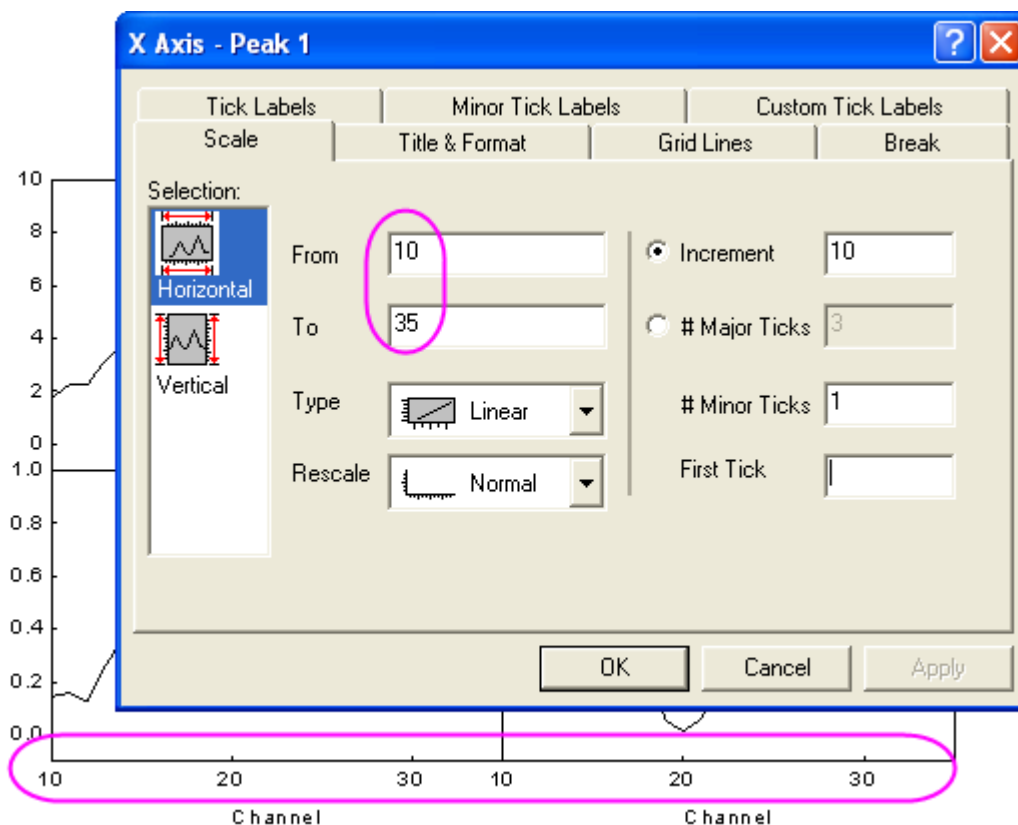 X Axis - Peak 1
Tick Labels
Minor Tick Labels
Custom Tick Labels
Scale
Title & Format
Grid Lines
Break
Selection:
Horizontal
Vertical
From 10
To 35
Type Linear
Rescale Normal
Increment 10
# Major Ticks 3
# Minor Ticks 1
First Tick
OK
Cancel
Apply
10
8
6
4
2
0
1.0
0.8
0.6
0.4
0.2
0.0
10 20 30 10 20 30
Channel Channel